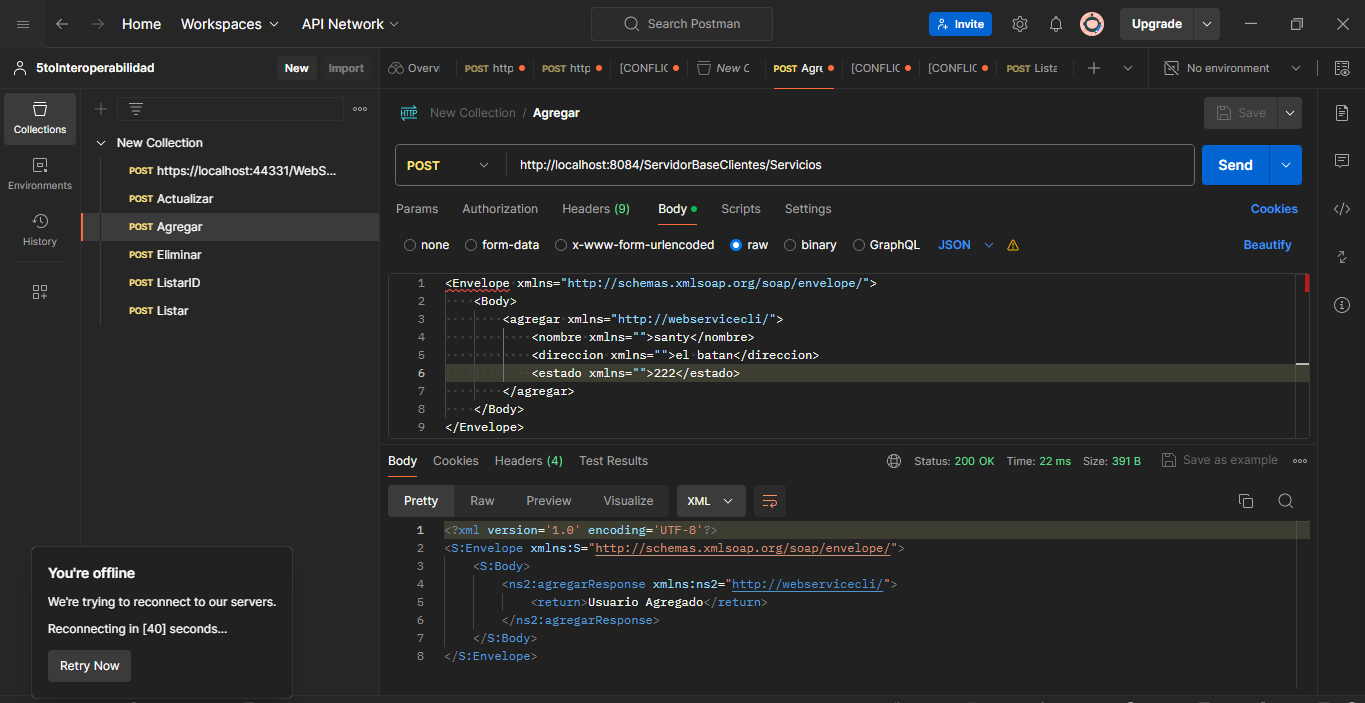 Home Workspaces API Network Search Postman Invite Upgrade
5toInteroperabilidad New Import
Overvi POST http POST http [CONFLIC New C POST Agre [CONFLIC [CONFLIC POST Lista No environment
Collections
Environments
History
New Collection
POST https://localhost:44331/WebS...
POST Actualizar
POST Agregar
POST Eliminar
POST ListarID
POST Listar
HTTP New Collection / Agregar Save
POST http://localhost:8084/ServidorBaseClientes/Servicios Send
Params Authorization Headers (9) Body Scripts Settings Cookies
none form-data x-www-form-urlencoded raw binary GraphQL JSON Beautify
1 <Envelope xmlns="http://schemas.xmlsoap.org/soap/envelope/">
2 <Body>
3 <agregar xmlns="http://webservicecli/">
4 <nombre xmlns="">santy</nombre>
5 <direccion xmlns="">el batan</direccion>
6 <estado xmlns="">222</estado>
7 </agregar>
8 </Body>
9 </Envelope>
Body Cookies Headers (4) Test Results Status: 200 OK Time: 22 ms Size: 391 B Save as example
Pretty Raw Preview Visualize XML
1 <?xml version='1.0' encoding='UTF-8'?>
2 <S:Envelope xmlns:S="http://schemas.xmlsoap.org/soap/envelope/">
3 <S:Body>
4 <ns2:agregarResponse xmlns:ns2="http://webservicecli/">
5 <return>Usuario Agregado</return>
6 </ns2:agregarResponse>
7 </S:Body>
8 </S:Envelope>
You're offline
We're trying to reconnect to our servers.
Reconnecting in [40] seconds...
Retry Now